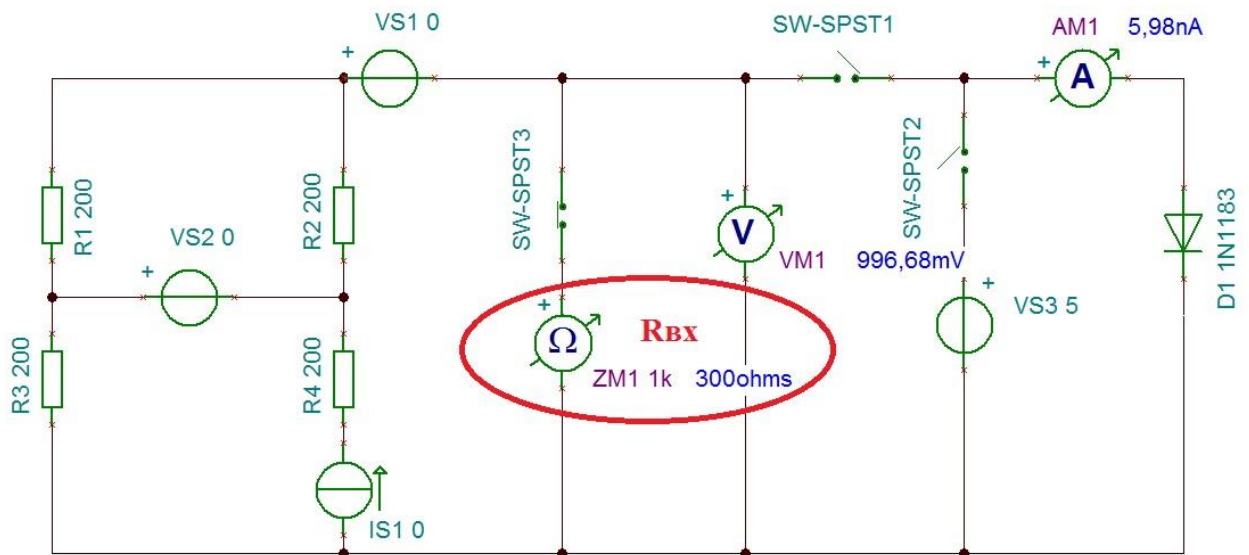 VS1 0
SW-SPST1
AM1 5,98nA
+
+
A
R1 200
R2 200
SW-SPST3
SW-SPST2
VS2 0
+
+
V
VM1 996,68mV
D1 1N1183
+
VS3 5
+
Rвх
Ω
ZM1 1k 300ohms
R3 200
R4 200
IS1 0